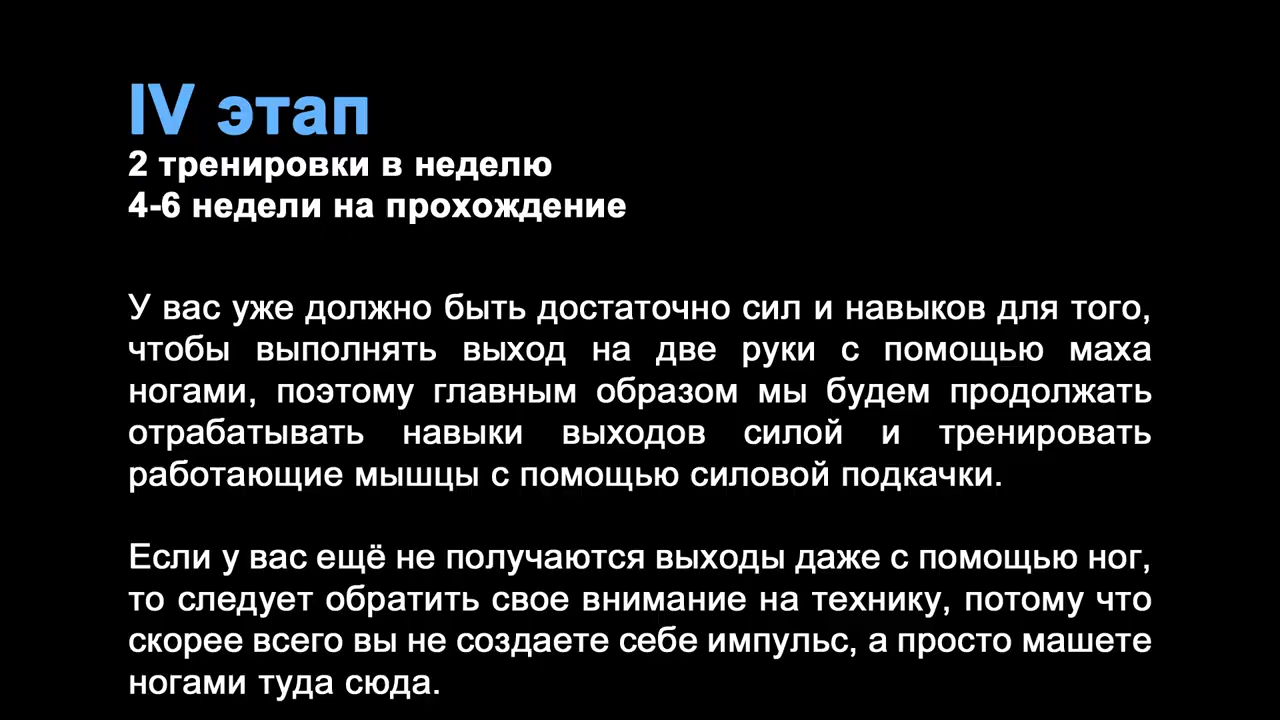 IV этап
2 тренировки в неделю
4-6 недели на прохождение
У вас уже должно быть достаточно сил и навыков для того,
чтобы выполнять выход на две руки с помощью маха
ногами, поэтому главным образом мы будем продолжать
отрабатывать навыки выходов силой и тренировать
работающие мышцы с помощью силовой подкачки.
Если у вас ещё не получаются выходы даже с помощью ног,
то следует обратить свое внимание на технику, потому что
скорее всего вы не создаете себе импульс, а просто машете
ногами туда сюда.